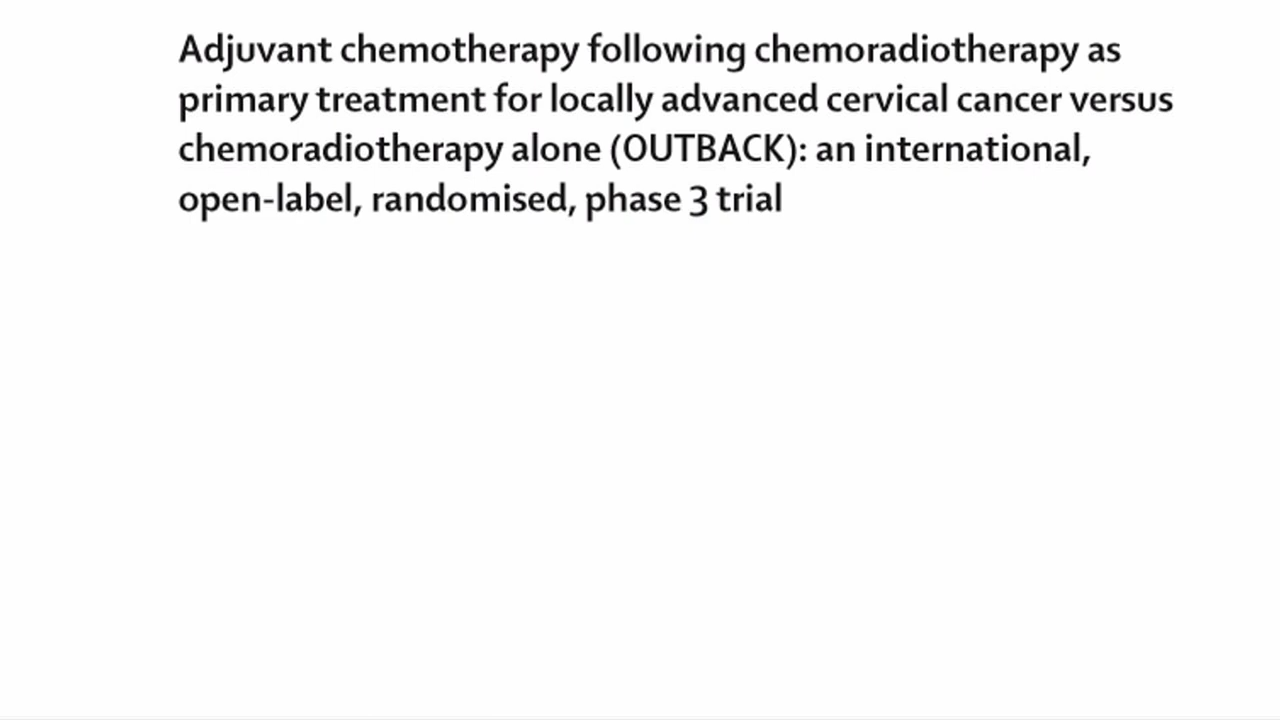 Adjuvant chemotherapy following chemoradiotherapy as
primary treatment for locally advanced cervical cancer versus
chemoradiotherapy alone (OUTBACK): an international,
open-label, randomised, phase 3 trial